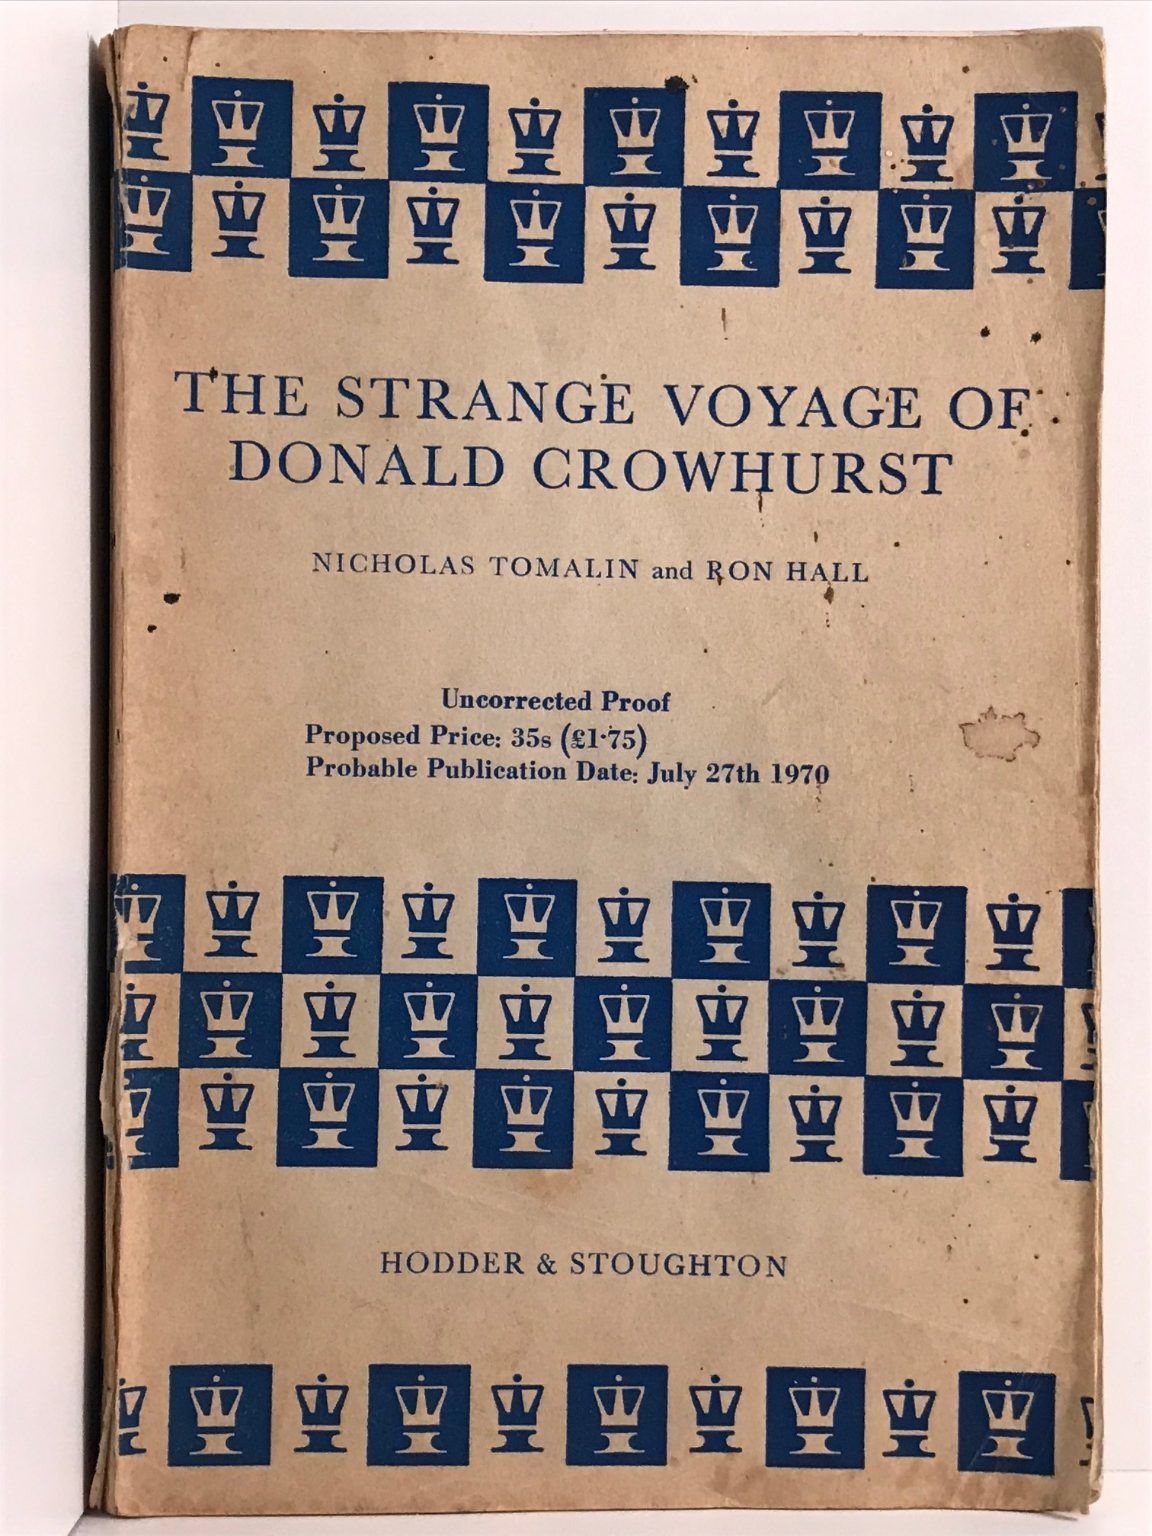 THE STRANGE VOYAGE OF
DONALD CROWHURST
NICHOLAS TOMALIN and RON HALL
Uncorrected Proof
Proposed Price: 35s (£1·75)
Probable Publication Date: July 27th 1970
HODDER & STOUGHTON